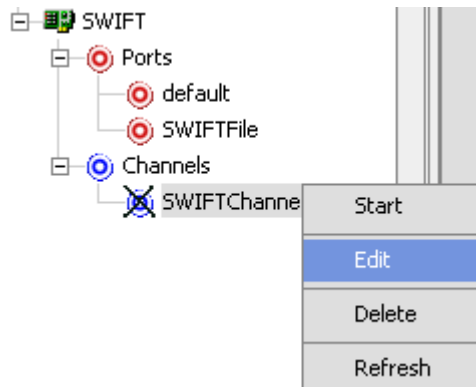 SWIFT
Ports
default
SWIFTFile
Channels
SWIFTChanne
Start
Edit
Delete
Refresh